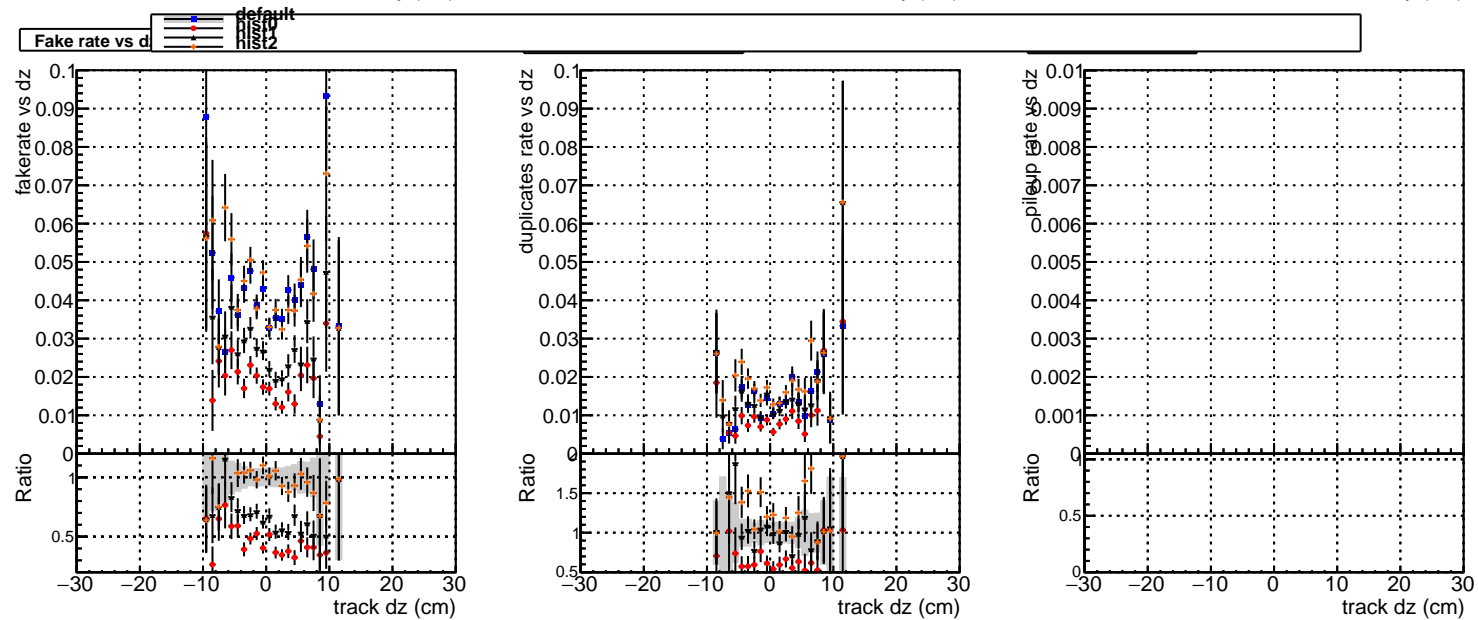 default
hist0
hist1
hist2
Fake rate vs dz
fakerate vs dz
0.1
0.09
0.08
0.07
0.06
0.05
0.04
0.03
0.02
0.01
0
Ratio
1
0.5
−30 −20 −10 0 10 20 30
track dz (cm)
duplicates rate vs dz
0.1
0.09
0.08
0.07
0.06
0.05
0.04
0.03
0.02
0.01
0
Ratio
1.5
1
0.5
−30 −20 −10 0 10 20 30
track dz (cm)
pileup rate vs dz
0.01
0.009
0.008
0.007
0.006
0.005
0.004
0.003
0.002
0.001
0
Ratio
1
0.5
0
−30 −20 −10 0 10 20 30
track dz (cm)